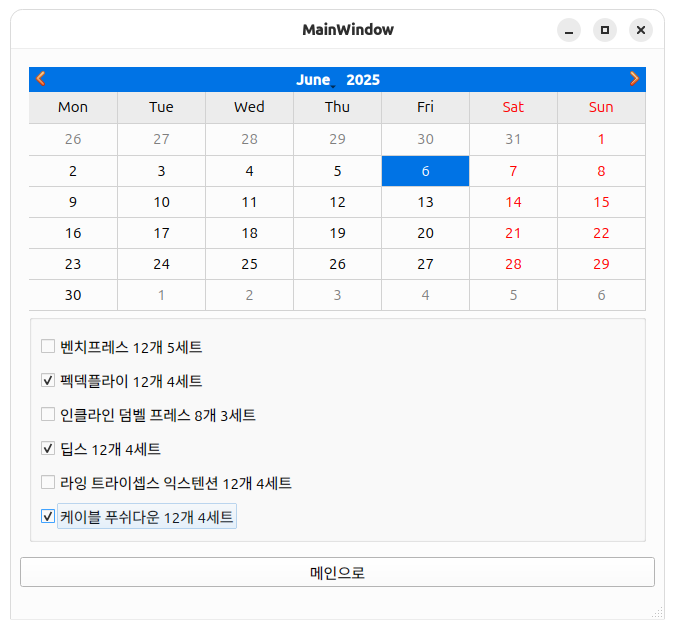 MainWindow
June, 2025
Mon Tue Wed Thu Fri Sat Sun
26 27 28 29 30 31 1
2 3 4 5 6 7 8
9 10 11 12 13 14 15
16 17 18 19 20 21 22
23 24 25 26 27 28 29
30 1 2 3 4 5 6
벤치프레스 12개 5세트
펙덱플라이 12개 4세트
인클라인 덤벨 프레스 8개 3세트
딥스 12개 4세트
라잉 트라이셉스 익스텐션 12개 4세트
케이블 푸쉬다운 12개 4세트
메인으로